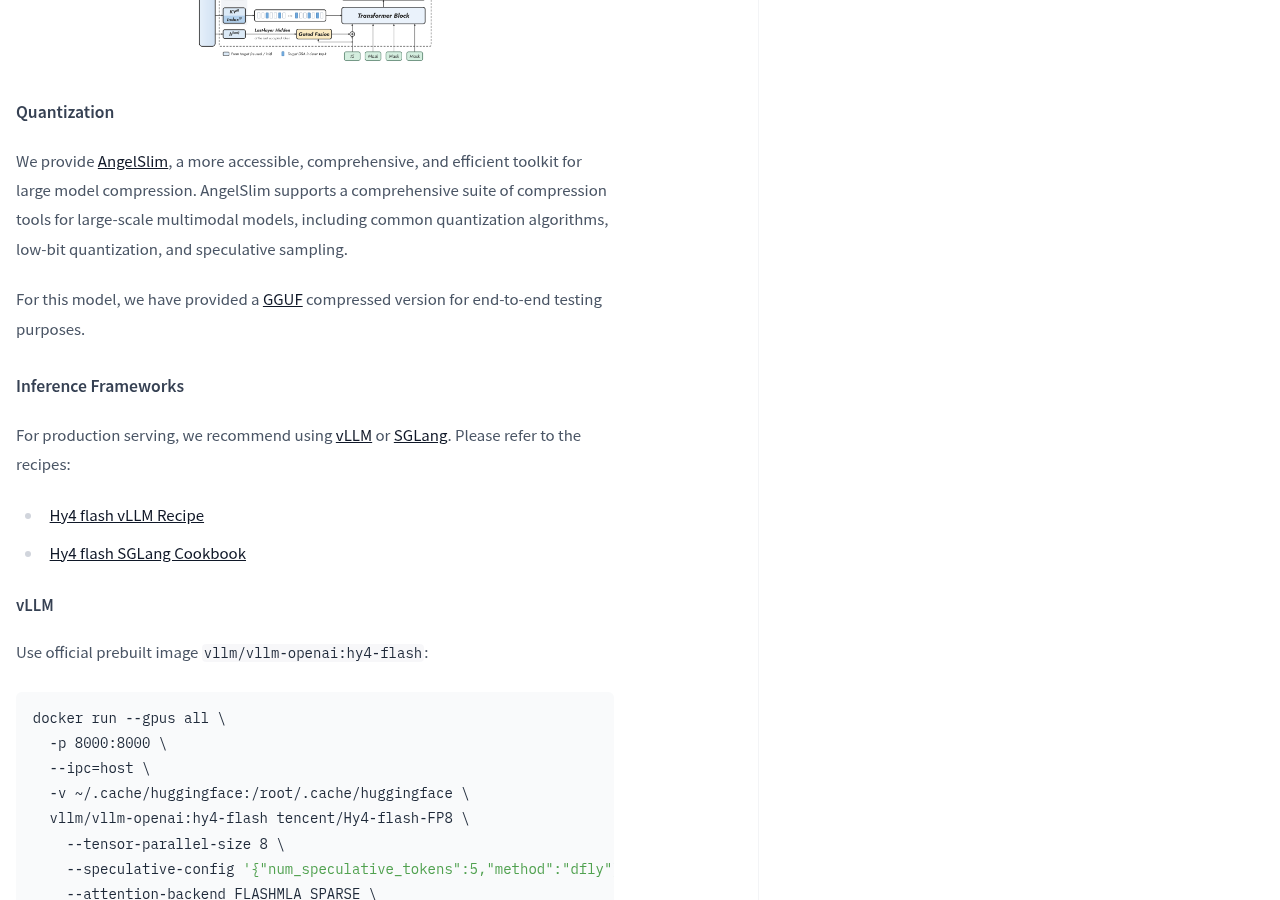 Transformer Block
Gated Fusion
Quantization
We provide AngelSlim, a more accessible, comprehensive, and efficient toolkit for
large model compression. AngelSlim supports a comprehensive suite of compression
tools for large-scale multimodal models, including common quantization algorithms,
low-bit quantization, and speculative sampling.
For this model, we have provided a GGUF compressed version for end-to-end testing
purposes.
Inference Frameworks
For production serving, we recommend using vLLM or SGLang. Please refer to the
recipes:
Hy4 flash vLLM Recipe
Hy4 flash SGLang Cookbook
vLLM
Use official prebuilt image vllm/vllm-openai:hy4-flash:
docker run --gpus all \
-p 8000:8000 \
--ipc=host \
-v ~/.cache/huggingface:/root/.cache/huggingface \
vllm/vllm-openai:hy4-flash tencent/Hy4-flash-FP8 \
--tensor-parallel-size 8 \
--speculative-config '{"num_speculative_tokens":5,"method":"dfly"
--attention-backend FLASHMLA_SPARSE \